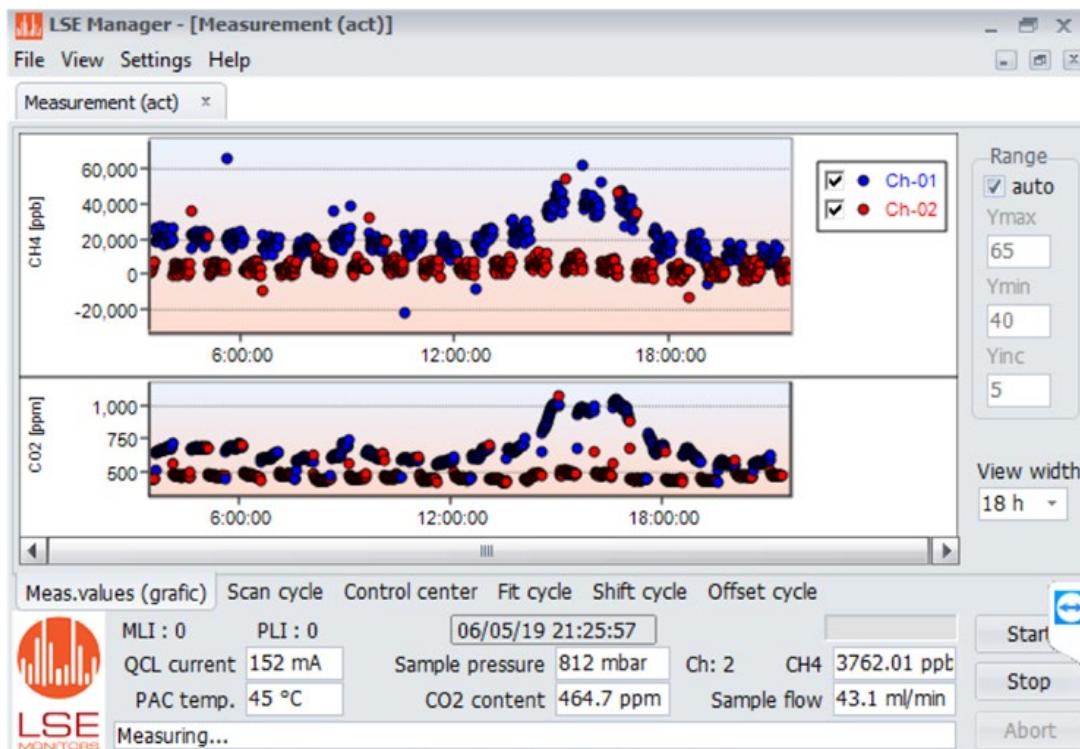 LSE Manager - [Measurement (act)]
File View Settings Help
Measurement (act) x
CH4 [ppb]
60,000
40,000
20,000
0
-20,000
6:00:00 12:00:00 18:00:00
Ch-01
Ch-02
CO2 [ppm]
1,000
750
500
6:00:00 12:00:00 18:00:00
Range
auto
Ymax
65
Ymin
40
Yinc
5
View width
18 h
Meas.values (grafic) Scan cycle Control center Fit cycle Shift cycle Offset cycle
MLI : 0 PLI : 0 06/05/19 21:25:57
QCL current 152 mA Sample pressure 812 mbar Ch: 2 CH4 3762.01 ppb
PAC temp. 45 °C CO2 content 464.7 ppm Sample flow 43.1 ml/min
Measuring...
LSE
MONITORS
Start
Stop
Abort